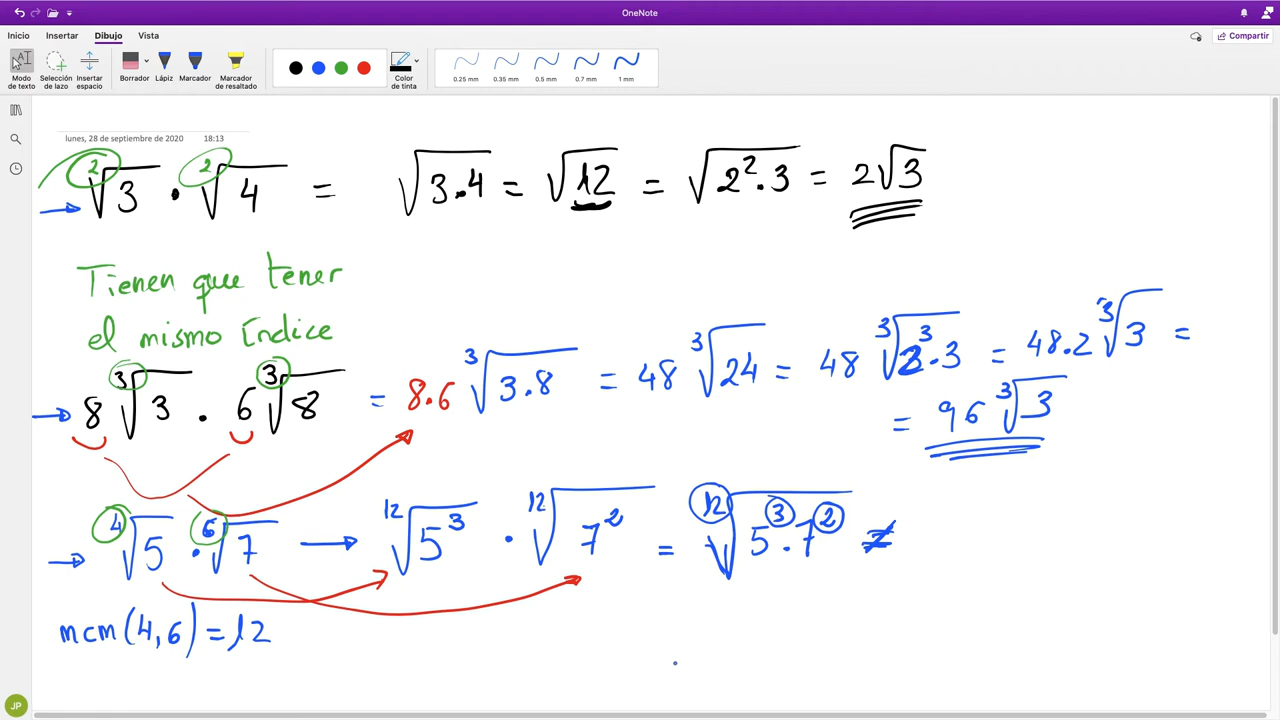 OneNote
Inicio Insertar Dibujo Vista
Compartir
Modo de texto
Selección de lazo
Insertar espacio
Borrador
Lápiz
Marcador
Marcador de resaltado
Color de tinta
0.25 mm 0.35 mm 0.5 mm 0.7 mm 1 mm
lunes, 28 de septiembre de 2020 18:13
²√3 · ²√4 = √(3·4) = √12 = √(2²·3) = 2√3
Tienen que tener
el mismo índice
8 ³√3 · 6 ³√8 = 8·6 ³√(3·8) = 48 ³√24 = 48 ³√(2³·3) = 48·2 ³√3 =
= 96 ³√3
⁴√5 · ⁶√7 → ¹²√5³ · ¹²√7² = ¹²√(5³·7²)
mcm(4,6)=12
JP